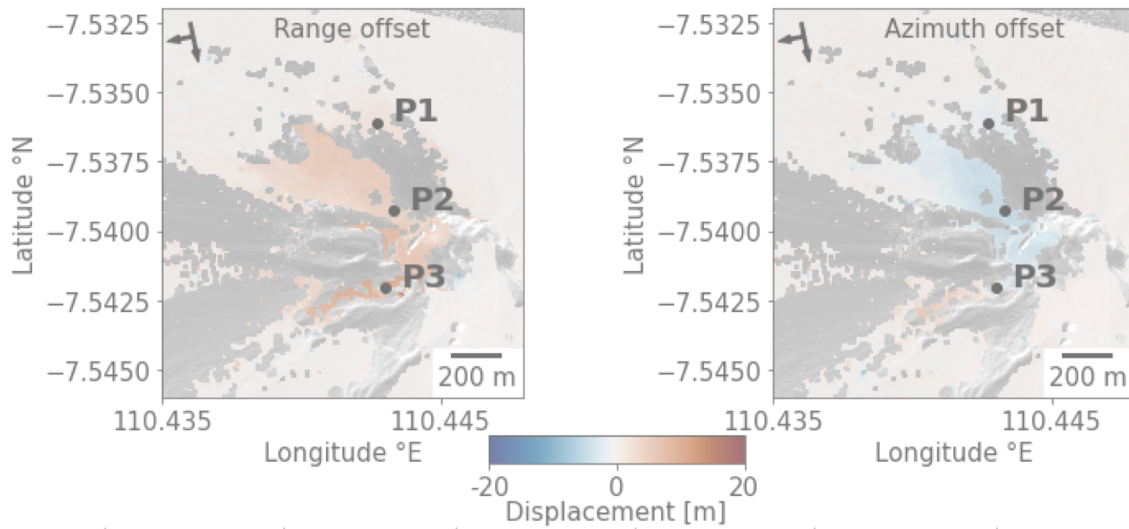 Range offset
Azimuth offset
−7.5325
−7.5350
−7.5375
−7.5400
−7.5425
−7.5450
Latitude °N
P1
P2
P3
200 m
110.435
110.445
Longitude °E
−7.5325
−7.5350
−7.5375
−7.5400
−7.5425
−7.5450
Latitude °N
P1
P2
P3
200 m
110.435
110.445
Longitude °E
-20
0
20
Displacement [m]